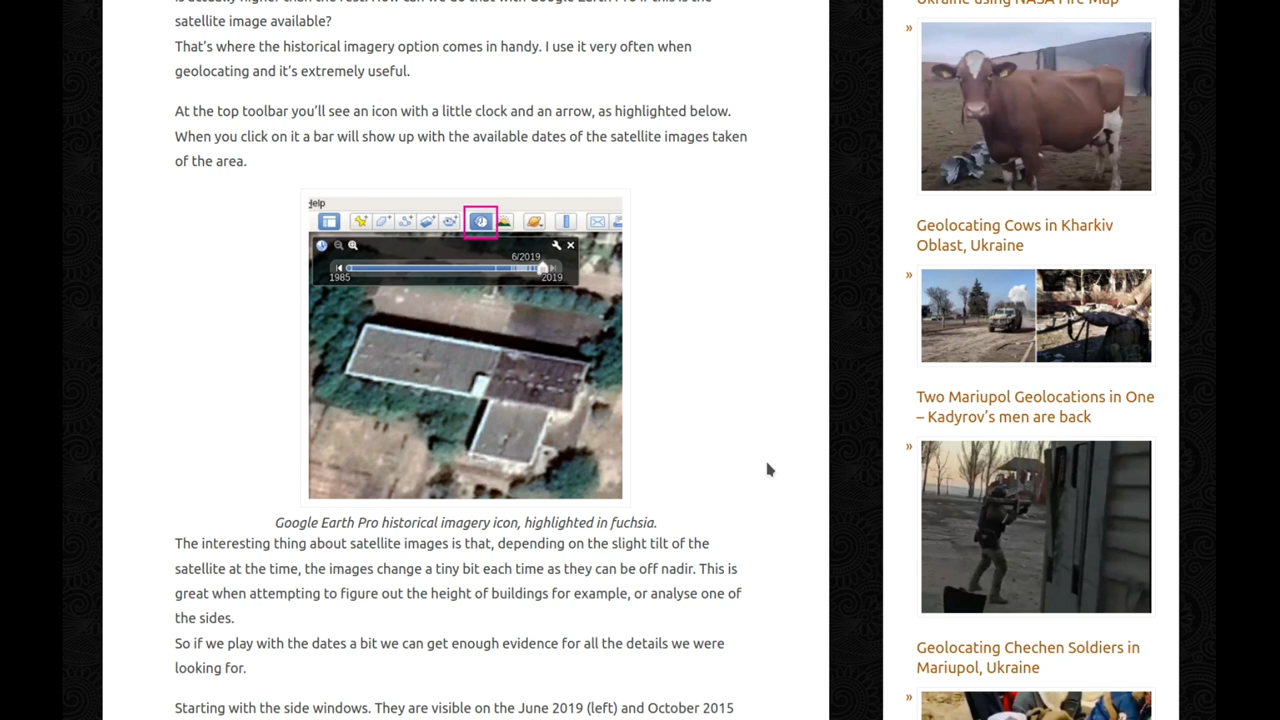 satellite image available?
That's where the historical imagery option comes in handy. I use it very often when
geolocating and it's extremely useful.
At the top toolbar you'll see an icon with a little clock and an arrow, as highlighted below.
When you click on it a bar will show up with the available dates of the satellite images taken
of the area.
Help
6/2019
1985
2019
Google Earth Pro historical imagery icon, highlighted in fuchsia.
The interesting thing about satellite images is that, depending on the slight tilt of the
satellite at the time, the images change a tiny bit each time as they can be off nadir. This is
great when attempting to figure out the height of buildings for example, or analyse one of
the sides.
So if we play with the dates a bit we can get enough evidence for all the details we were
looking for.
Starting with the side windows. They are visible on the June 2019 (left) and October 2015
Ukraine using NASA Fire Map
»
Geolocating Cows in Kharkiv
Oblast, Ukraine
»
Two Mariupol Geolocations in One
– Kadyrov's men are back
»
Geolocating Chechen Soldiers in
Mariupol, Ukraine
»